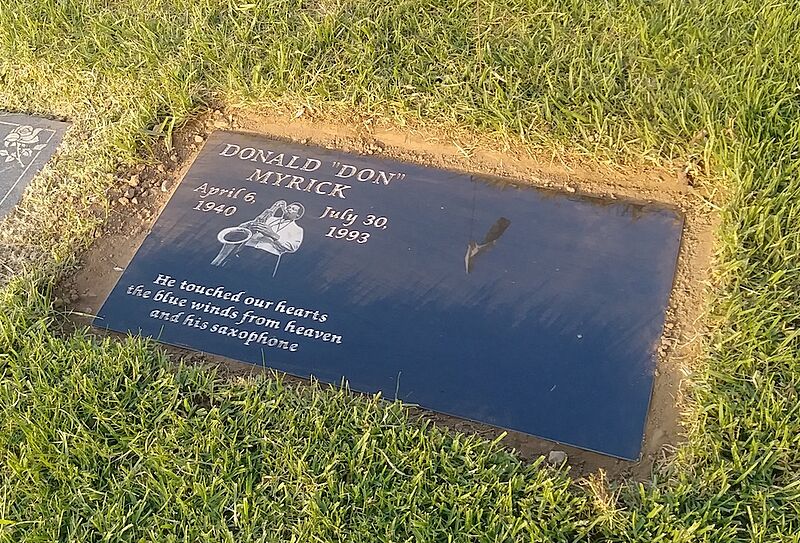 DONALD "DON"
MYRICK
April 6,
1940
July 30,
1993
He touched our hearts
the blue winds from heaven
and his saxophone